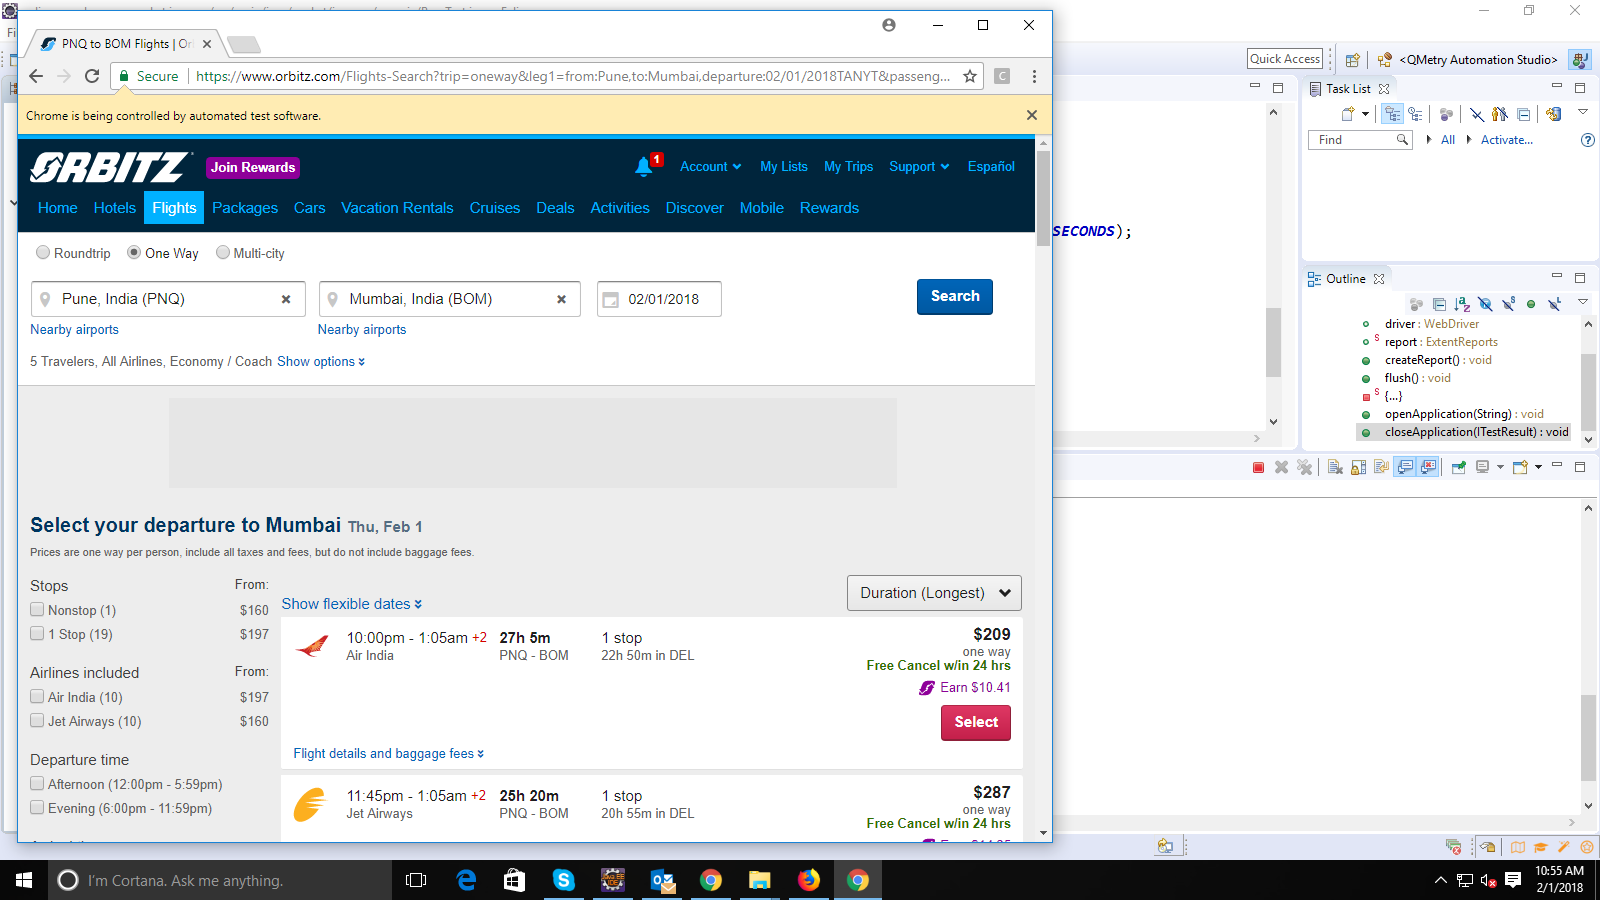 PNQ to BOM Flights | Or
Secure
https://www.orbitz.com/Flights-Search?trip=oneway&leg1=from:Pune,to:Mumbai,departure:02/01/2018TANYT&passeng...
C
Chrome is being controlled by automated test software.
ORBITZ
Join Rewards
1
Account
My Lists
My Trips
Support
Español
Home
Hotels
Flights
Packages
Cars
Vacation Rentals
Cruises
Deals
Activities
Discover
Mobile
Rewards
Roundtrip
One Way
Multi-city
Pune, India (PNQ)
Mumbai, India (BOM)
02/01/2018
Search
Nearby airports
Nearby airports
5 Travelers, All Airlines, Economy / Coach Show options
Select your departure to Mumbai Thu, Feb 1
Prices are one way per person, include all taxes and fees, but do not include baggage fees.
Stops From:
Nonstop (1) $160
1 Stop (19) $197
Airlines included From:
Air India (10) $197
Jet Airways (10) $160
Departure time
Afternoon (12:00pm - 5:59pm)
Evening (6:00pm - 11:59pm)
Show flexible dates
Duration (Longest)
10:00pm - 1:05am +2 27h 5m 1 stop $209
Air India PNQ - BOM 22h 50m in DEL one way
Free Cancel w/in 24 hrs
Earn $10.41
Select
Flight details and baggage fees
11:45pm - 1:05am +2 25h 20m 1 stop $287
Jet Airways PNQ - BOM 20h 55m in DEL one way
Free Cancel w/in 24 hrs
Fi
Quick Access
<QMetry Automation Studio>
Task List
Find
All
Activate...
SECONDS);
Outline
driver : WebDriver
report : ExtentReports
createReport() : void
flush() : void
{...}
openApplication(String) : void
closeApplication(ITestResult) : void
I'm Cortana. Ask me anything.
10:55 AM
2/1/2018